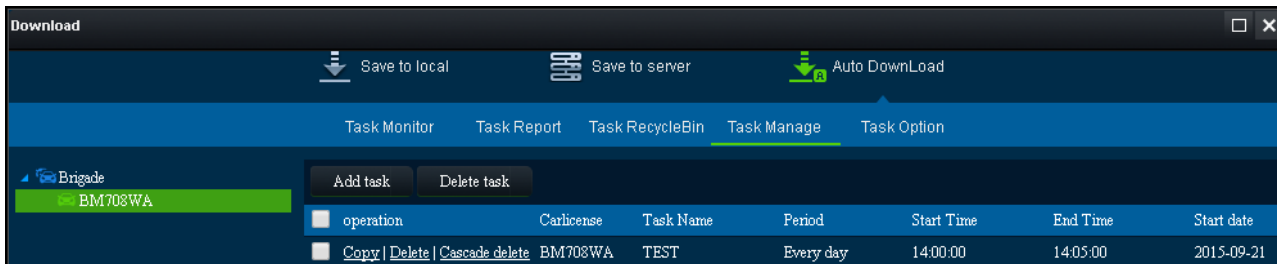 Download
Save to local Save to server A Auto DownLoad
Task Monitor Task Report Task RecycleBin Task Manage Task Option
Brigade Add task Delete task
BM708WA
operation Carlicense Task Name Period Start Time End Time Start date
Copy | Delete | Cascade delete BM708WA TEST Every day 14:00:00 14:05:00 2015-09-21